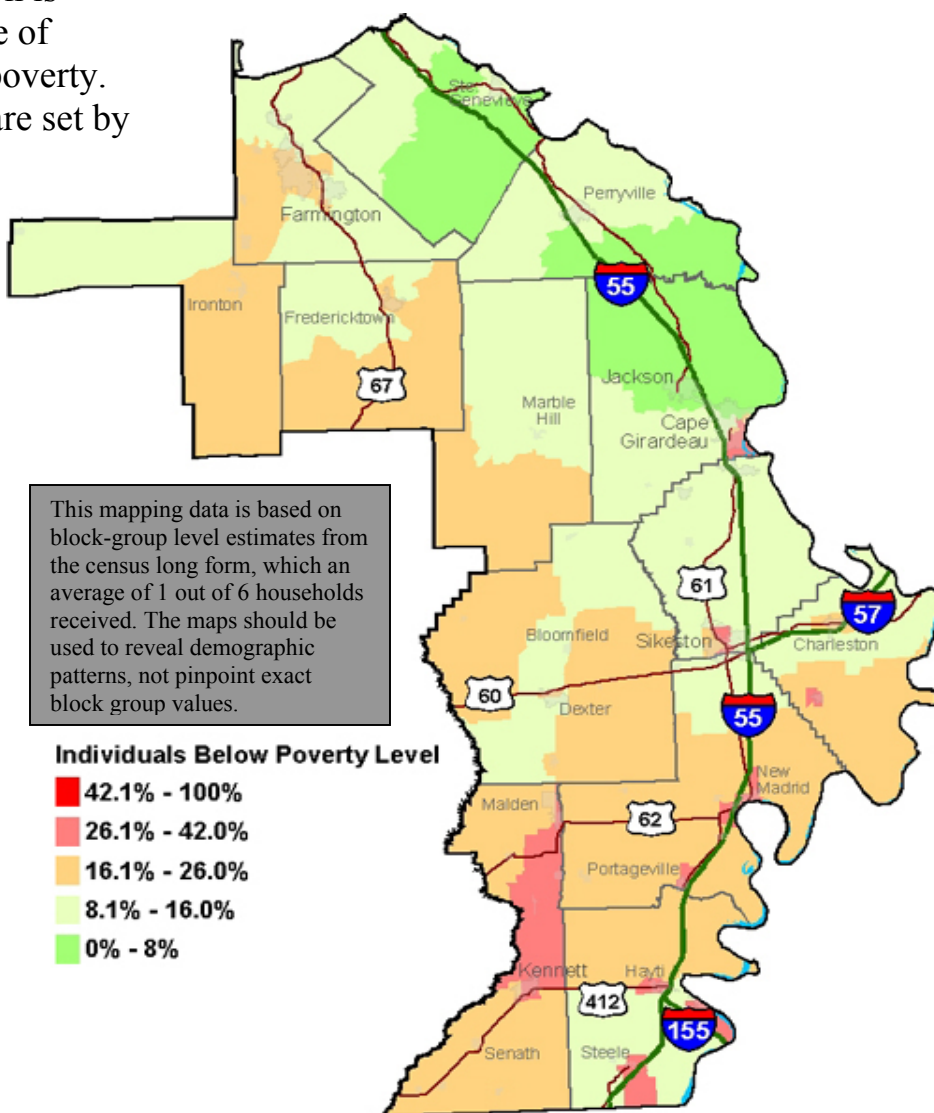 e of
poverty.
are set by
Ste.
Genevieve
Perryville
Farmington
55
Ironton
Fredericktown
67
Jackson
Marble
Hill
Cape
Girardeau
This mapping data is based on
block-group level estimates from
the census long form, which an
average of 1 out of 6 households
received. The maps should be
used to reveal demographic
patterns, not pinpoint exact
block group values.
61
57
Bloomfield
Sikeston
Charleston
60
Dexter
55
New
Madrid
Malden
62
Portageville
Individuals Below Poverty Level
42.1% - 100%
26.1% - 42.0%
16.1% - 26.0%
8.1% - 16.0%
0% - 8%
Kennett
Hayti
412
155
Senath
Steele